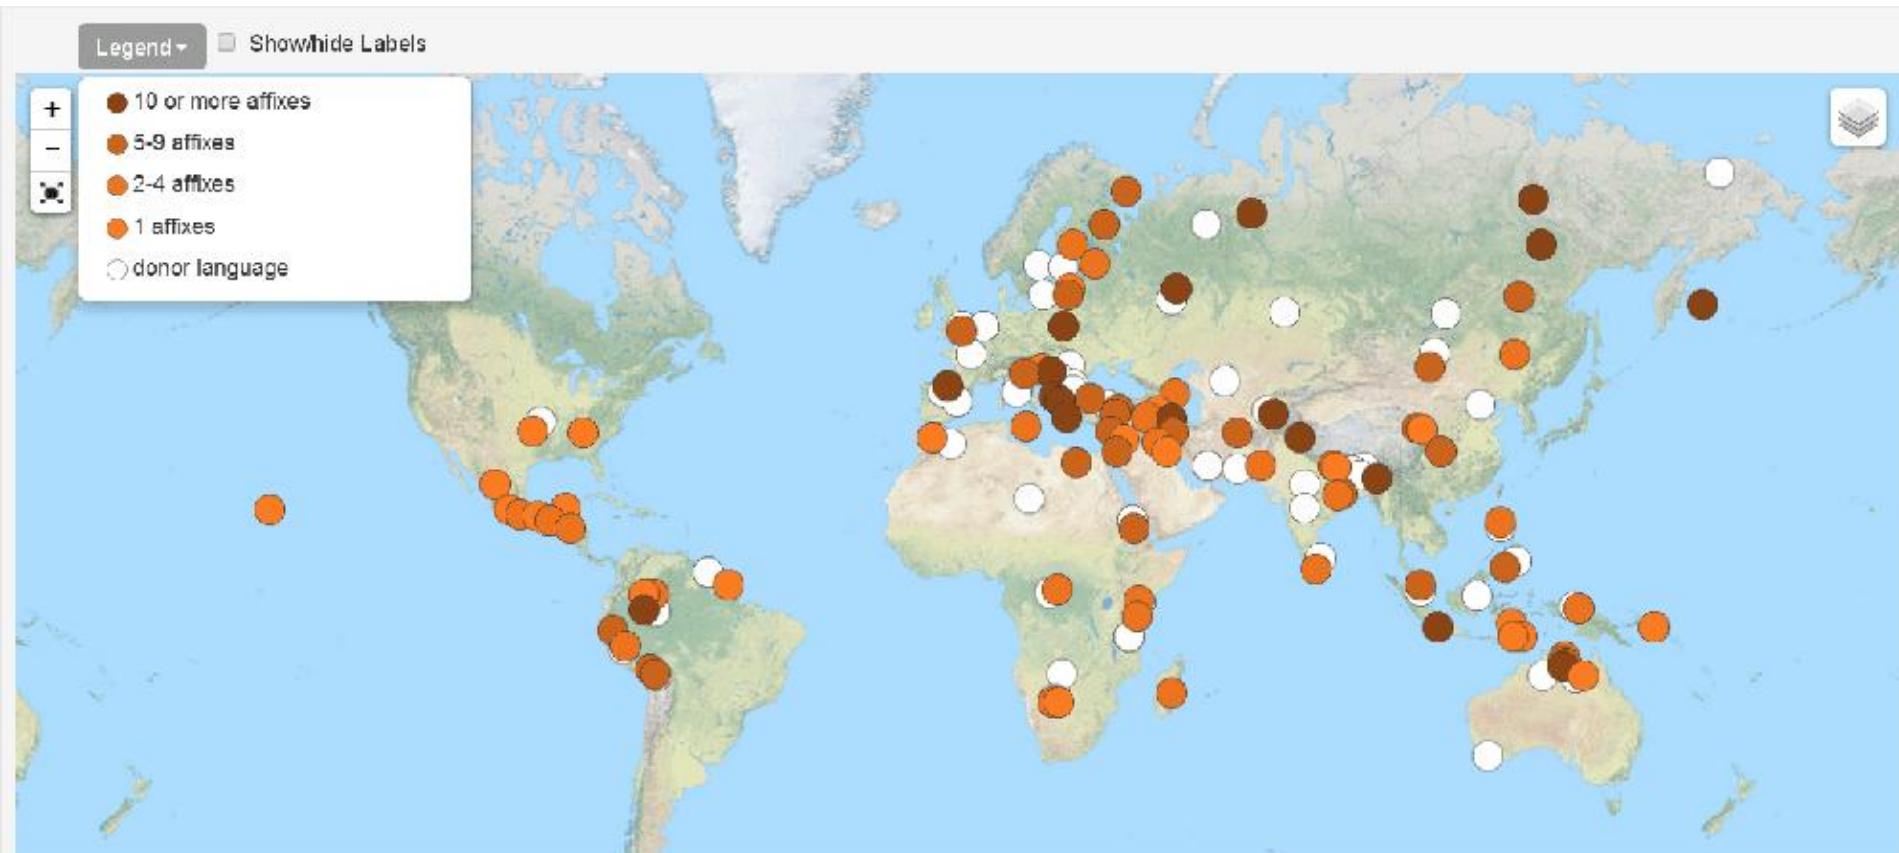 Legend
Show/hide Labels
+
−
10 or more affixes
5-9 affixes
2-4 affixes
1 affixes
donor language